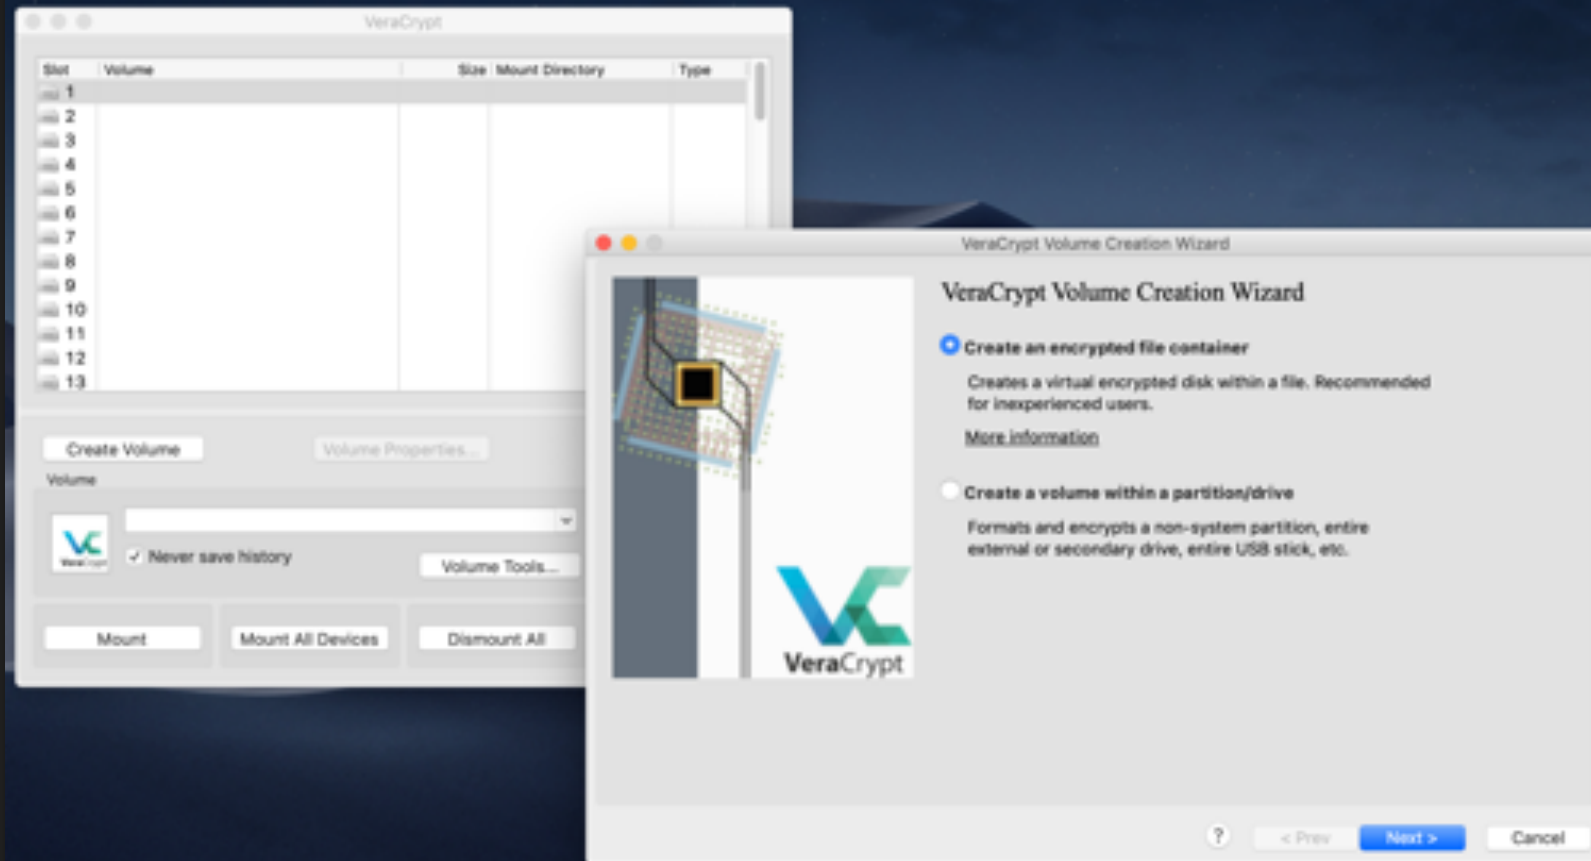 VeraCrypt
Slot Volume Size Mount Directory Type
1
2
3
4
5
6
7
8
9
10
11
12
13
Create Volume Volume Properties...
Volume
VeraCrypt
Never save history
Volume Tools...
Mount Mount All Devices Dismount All
VeraCrypt Volume Creation Wizard
VeraCrypt Volume Creation Wizard
Create an encrypted file container
Creates a virtual encrypted disk within a file. Recommended
for inexperienced users.
More information
Create a volume within a partition/drive
Formats and encrypts a non-system partition, entire
external or secondary drive, entire USB stick, etc.
VeraCrypt
? < Prev Next > Cancel